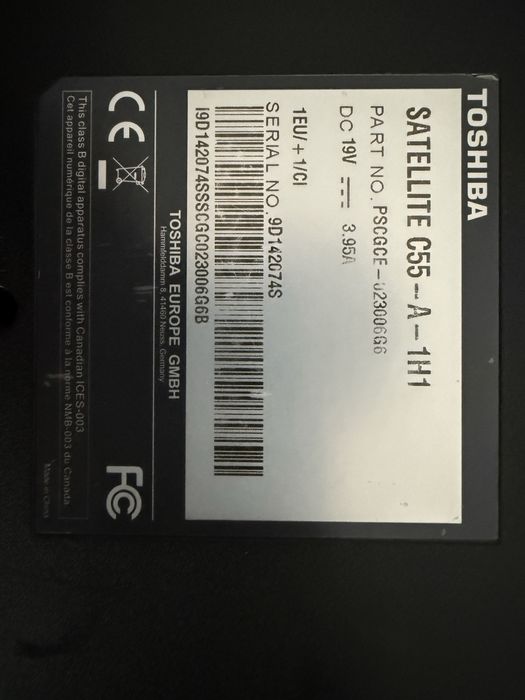 TOSHIBA
SATELLITE C55-A-1H1
PART NO. PSCGCE-023006G6
DC 19V 3.95A
1EU/+1/CI
SERIAL NO. 9D142074S
I9D142074SSSCGC023006G6B
TOSHIBA EUROPE GMBH
Hammfelddamm 8, 41460 Neuss, Germany
CE
FC
This class B digital apparatus complies with Canadian ICES-003
Cet appareil numérique de la classe B est conforme à la norme NMB-003 du Canada
Made in China